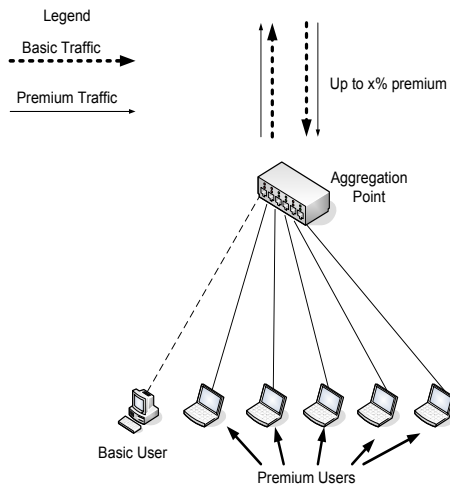 Legend
Basic Traffic
Premium Traffic
Up to x% premium
Aggregation
Point
Basic User
Premium Users